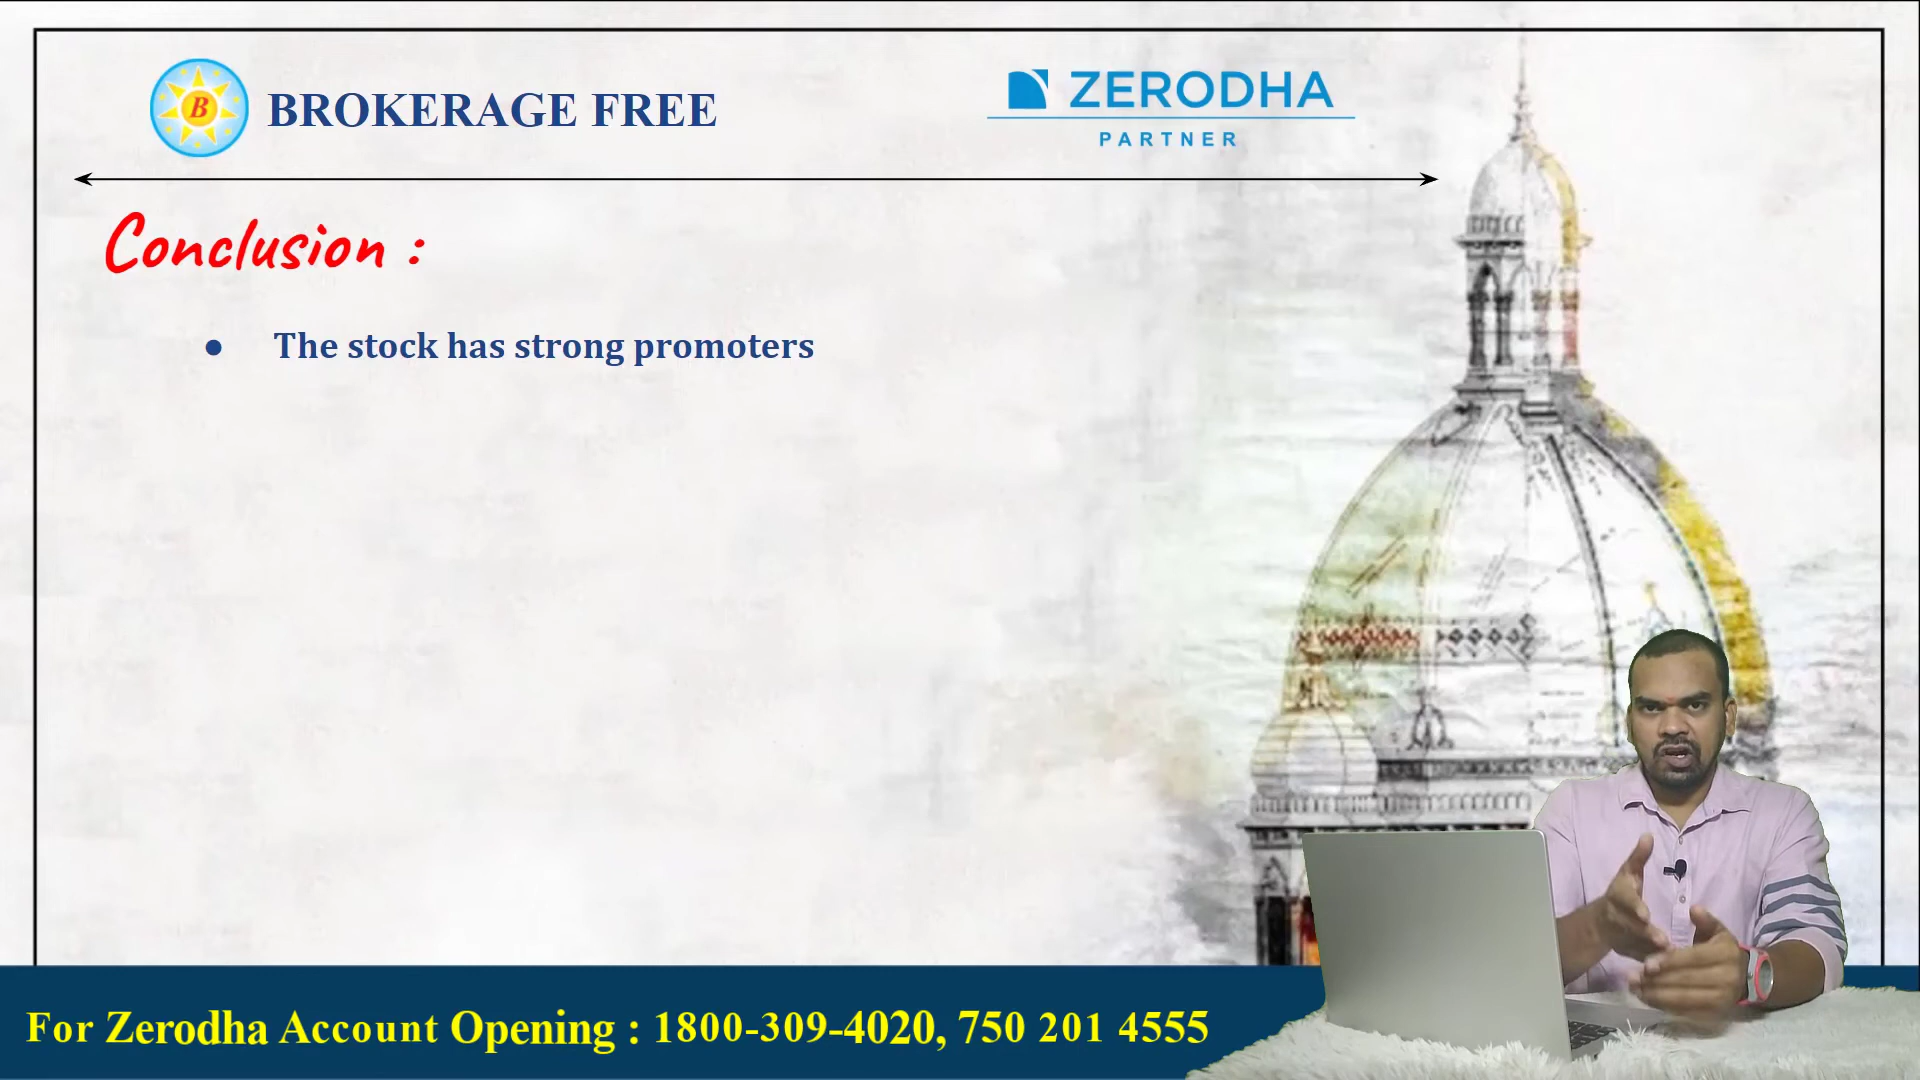 B
BROKERAGE FREE
ZERODHA
PARTNER
Conclusion :
● The stock has strong promoters
For Zerodha Account Opening : 1800-309-4020, 750 201 4555